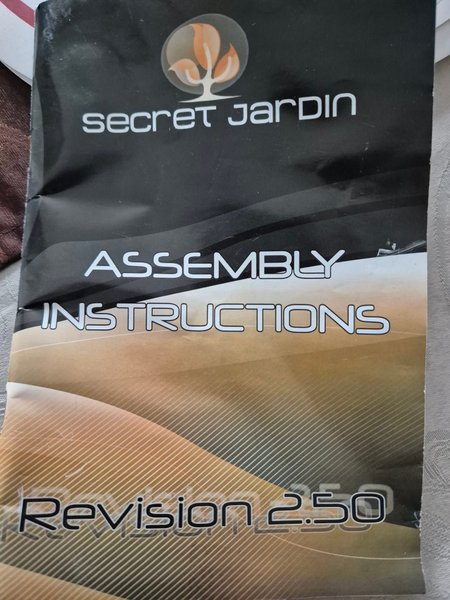 secret Jardin
ASSEMBLY
INSTRUCTIONS
Revision 2.50